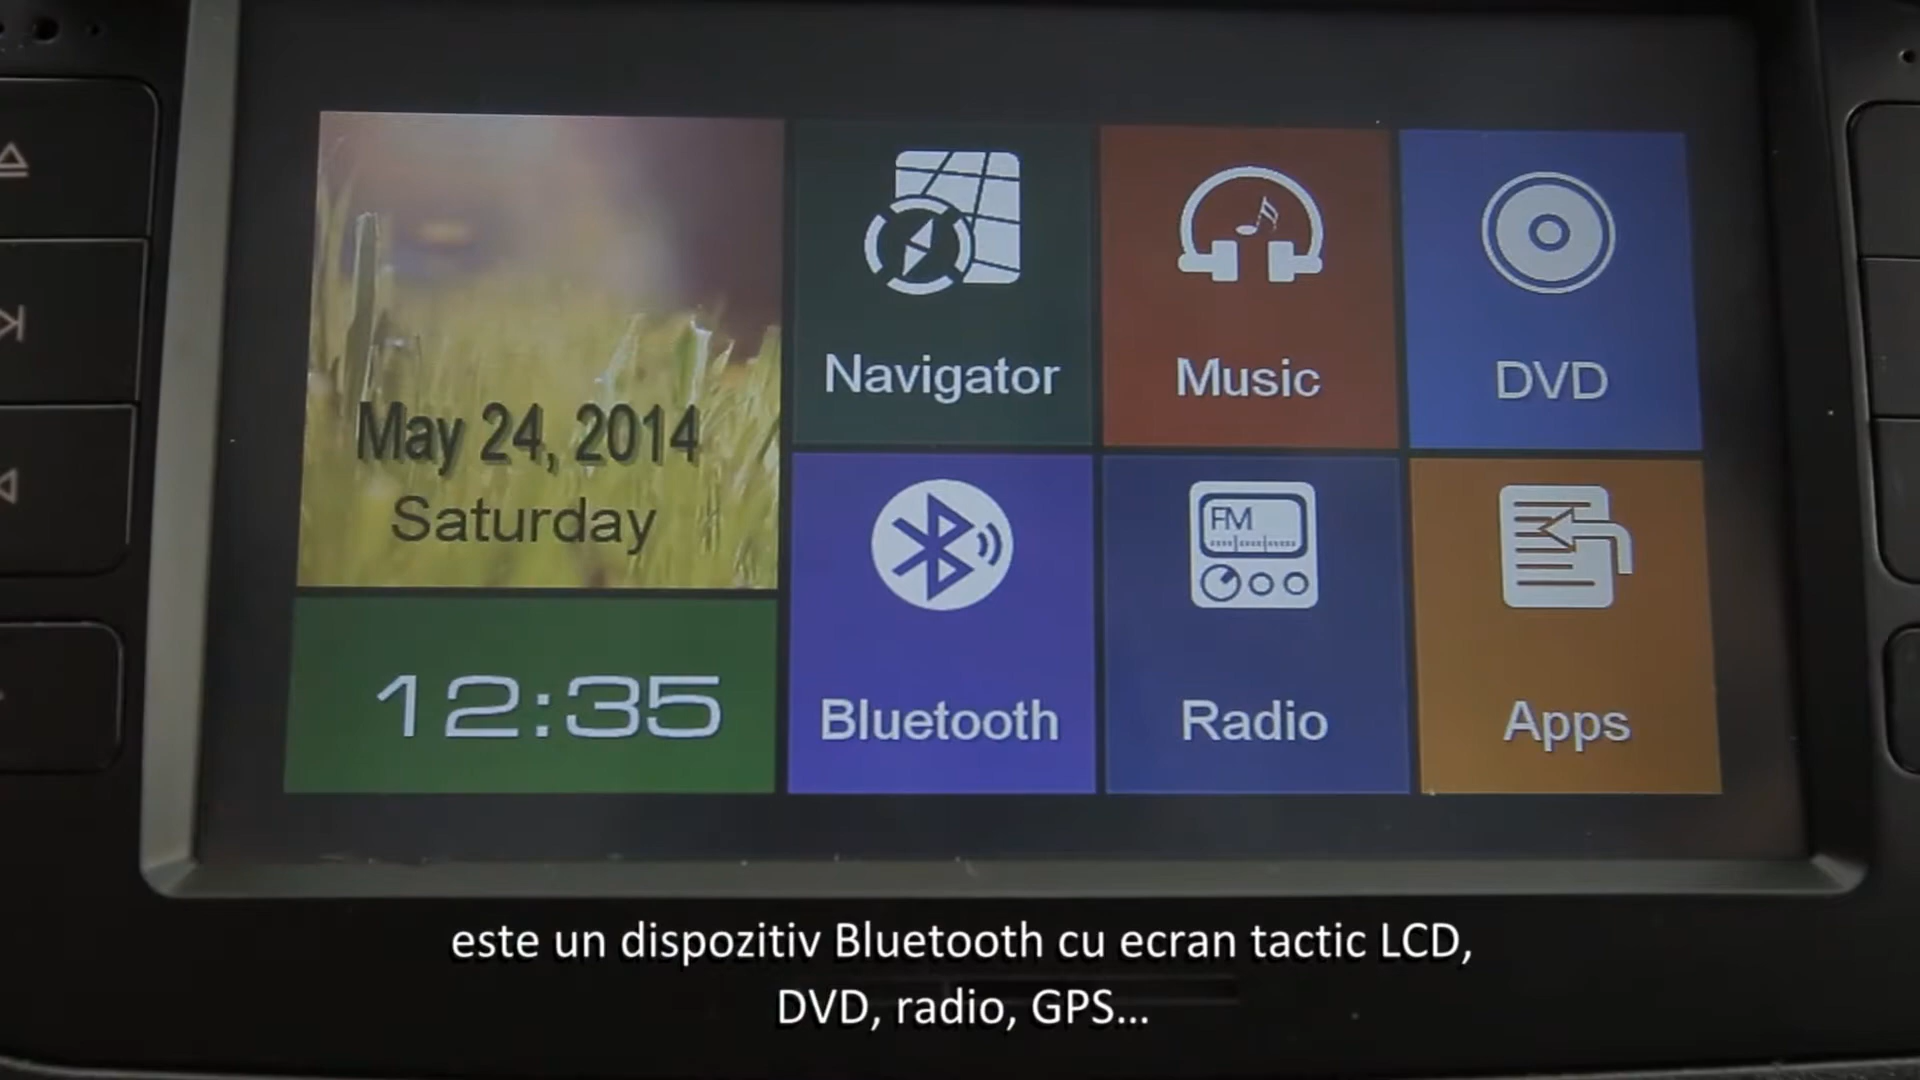 May 24, 2014
Saturday
12:35
Navigator
Music
DVD
Bluetooth
FM
Radio
Apps
este un dispozitiv Bluetooth cu ecran tactic LCD,
DVD, radio, GPS...